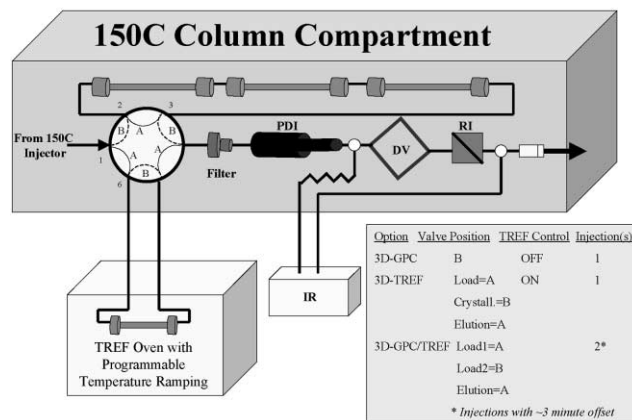 150C Column Compartment
2 3
B A
From 150C
Injector
B
A A
1
B
6
PDI
Filter
DV
RI
IR
TREF Oven with
Programmable
Temperature Ramping
Option Valve Position TREF Control Injection(s)
3D-GPC B OFF 1
3D-TREF Load=A ON 1
Crystall.=B
Elution=A
3D-GPC/TREF Load1=A 2*
Load2=B
Elution=A
* Injections with ~3 minute offset